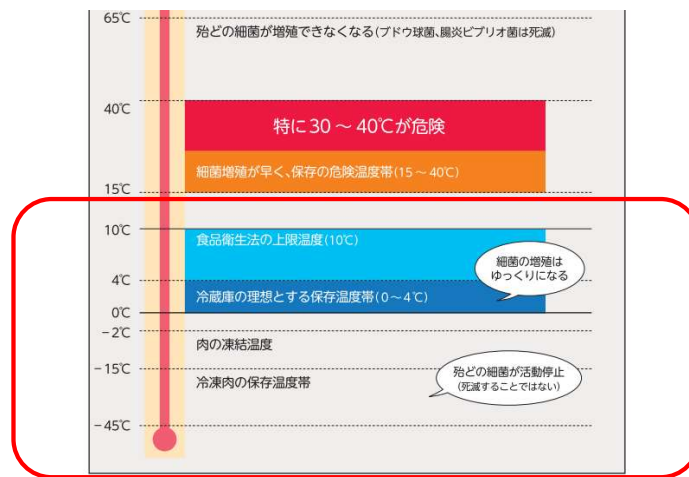 65℃
殆どの細菌が増殖できなくなる(ブドウ球菌、腸炎ビブリオ菌は死滅)
40℃
特に30～40℃が危険
細菌増殖が早く、保存の危険温度帯(15～40℃)
15℃
10℃
食品衛生法の上限温度(10℃)
細菌の増殖は
ゆっくりになる
4℃
冷蔵庫の理想とする保存温度帯(0～4℃)
0℃
−2℃
肉の凍結温度
−15℃
殆どの細菌が活動停止
(死滅することではない)
冷凍肉の保存温度帯
−45℃